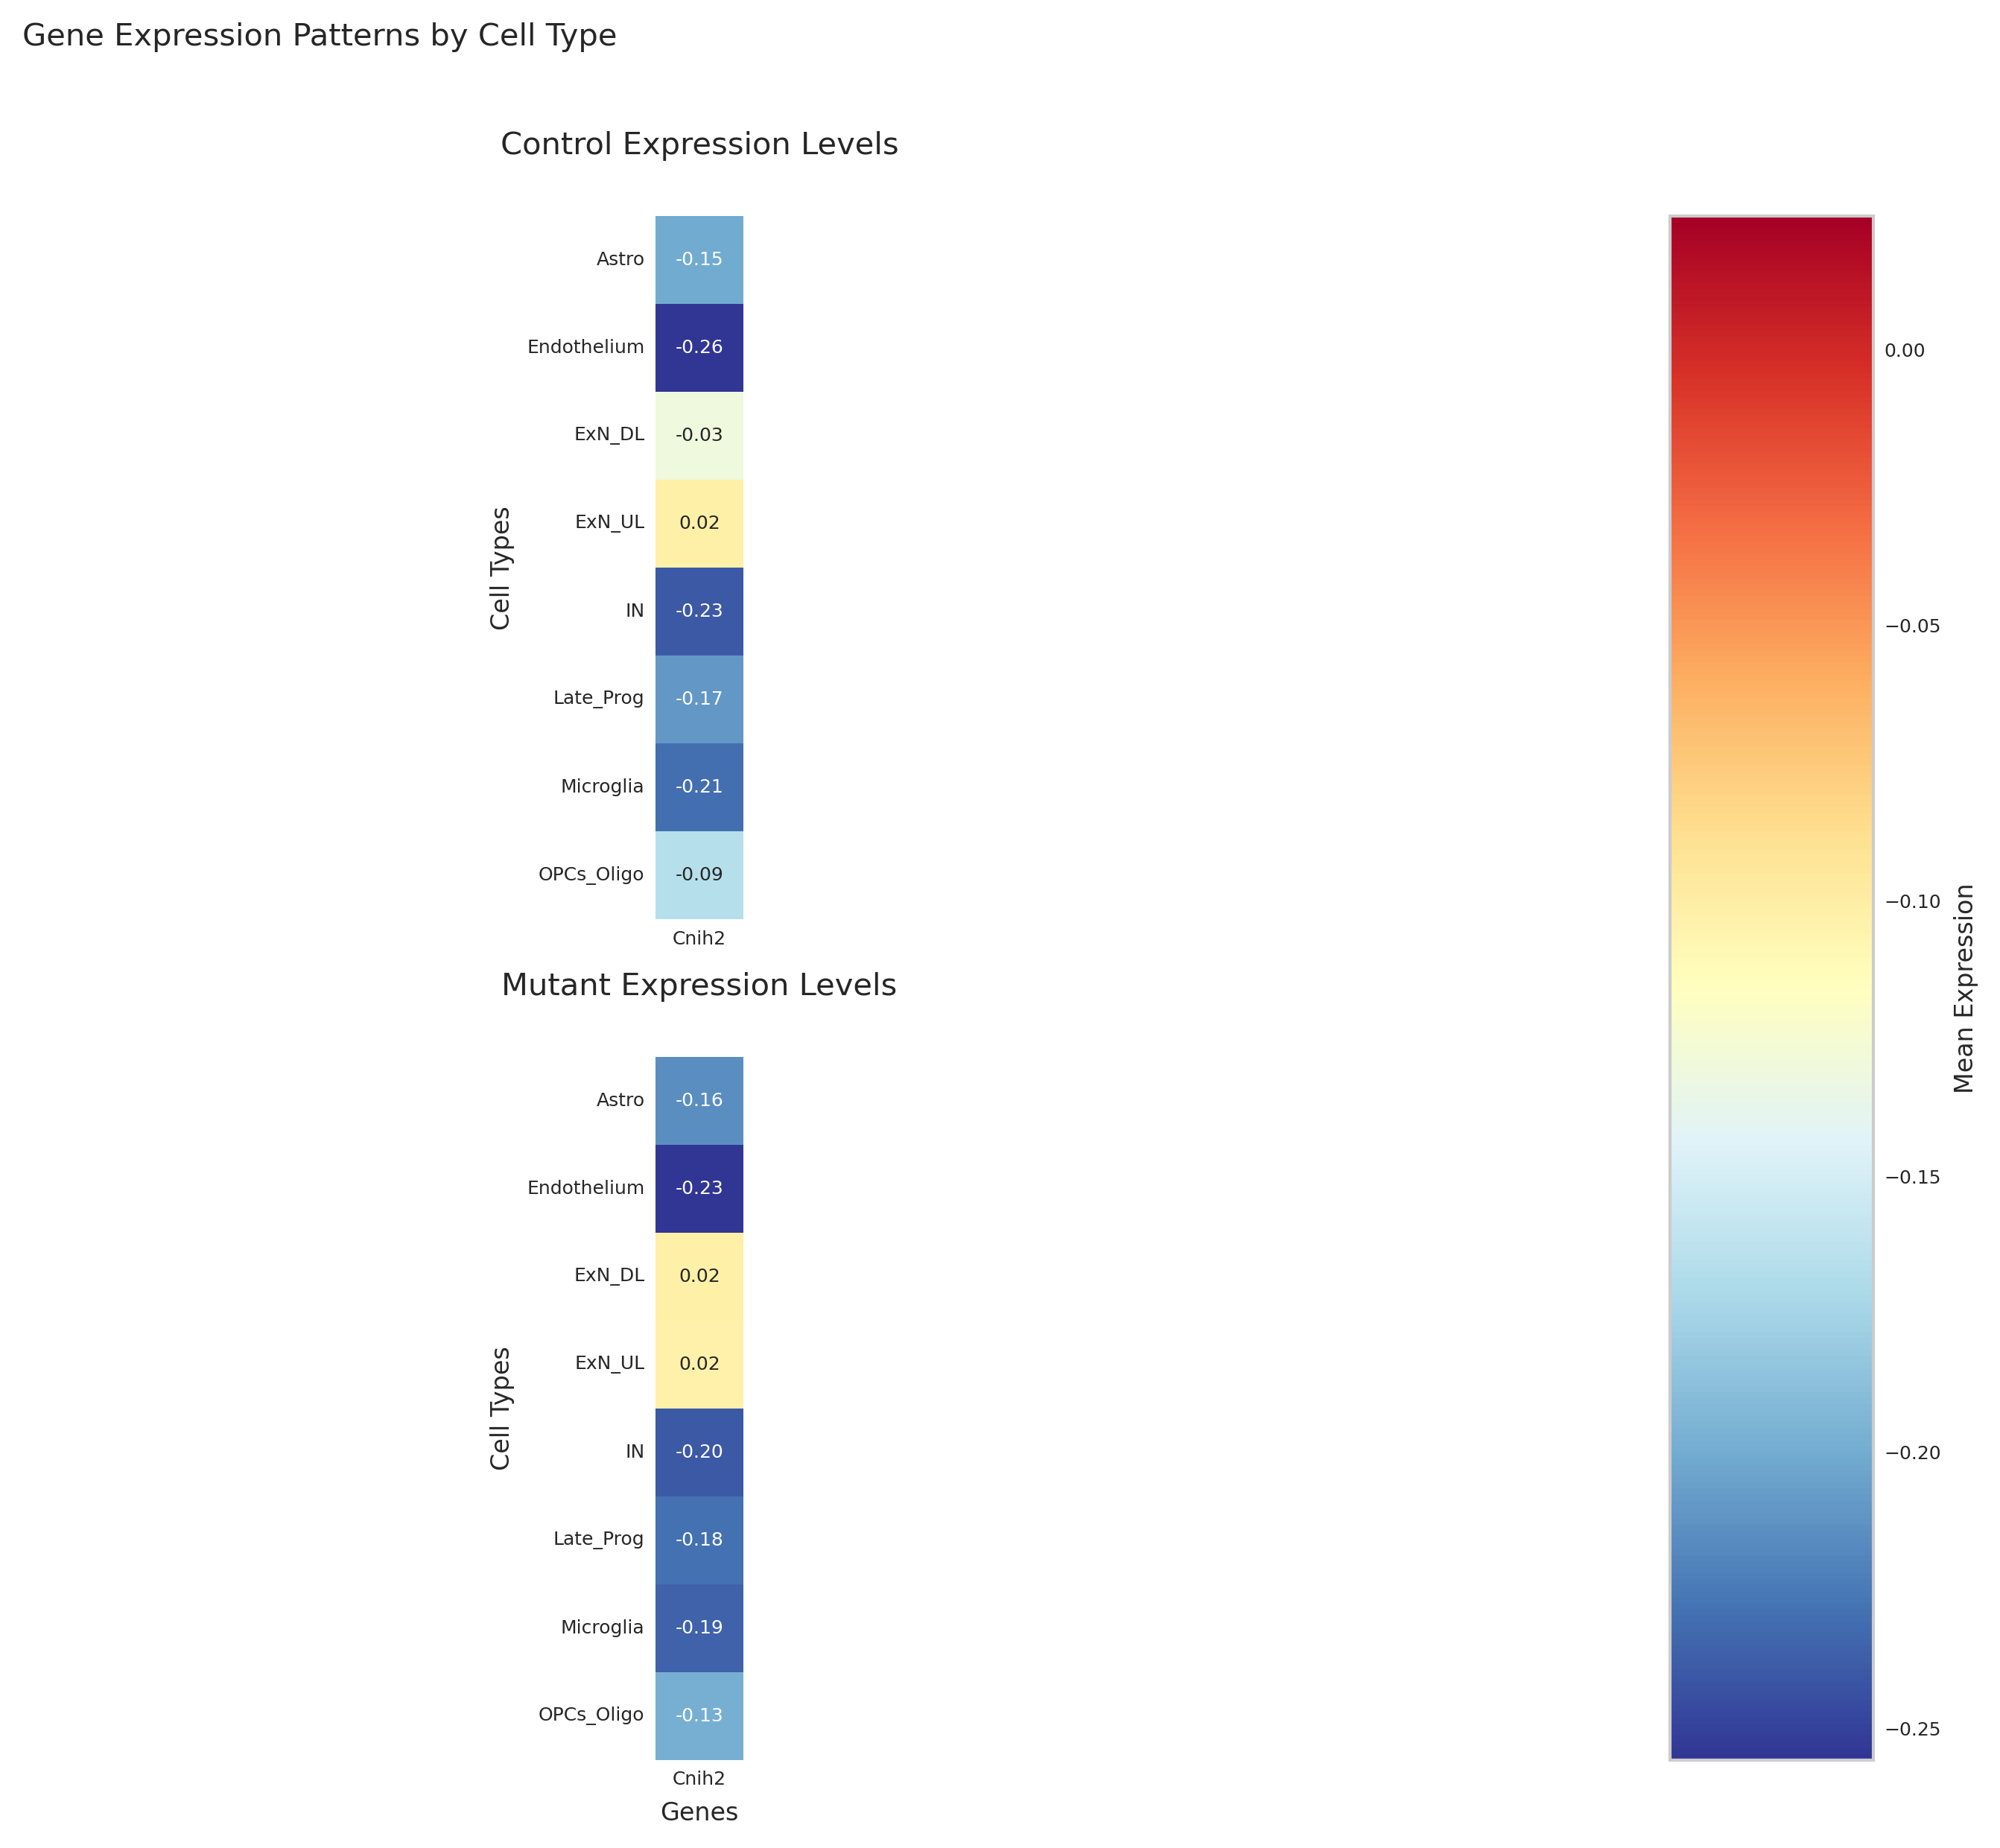 Gene Expression Patterns by Cell Type
Control Expression Levels
Cell Types
Astro -0.15
Endothelium -0.26
ExN_DL -0.03
ExN_UL 0.02
IN -0.23
Late_Prog -0.17
Microglia -0.21
OPCs_Oligo -0.09
Cnih2
Mutant Expression Levels
Cell Types
Astro -0.16
Endothelium -0.23
ExN_DL 0.02
ExN_UL 0.02
IN -0.20
Late_Prog -0.18
Microglia -0.19
OPCs_Oligo -0.13
Cnih2
Genes
0.00
−0.05
−0.10
−0.15
−0.20
−0.25
Mean Expression